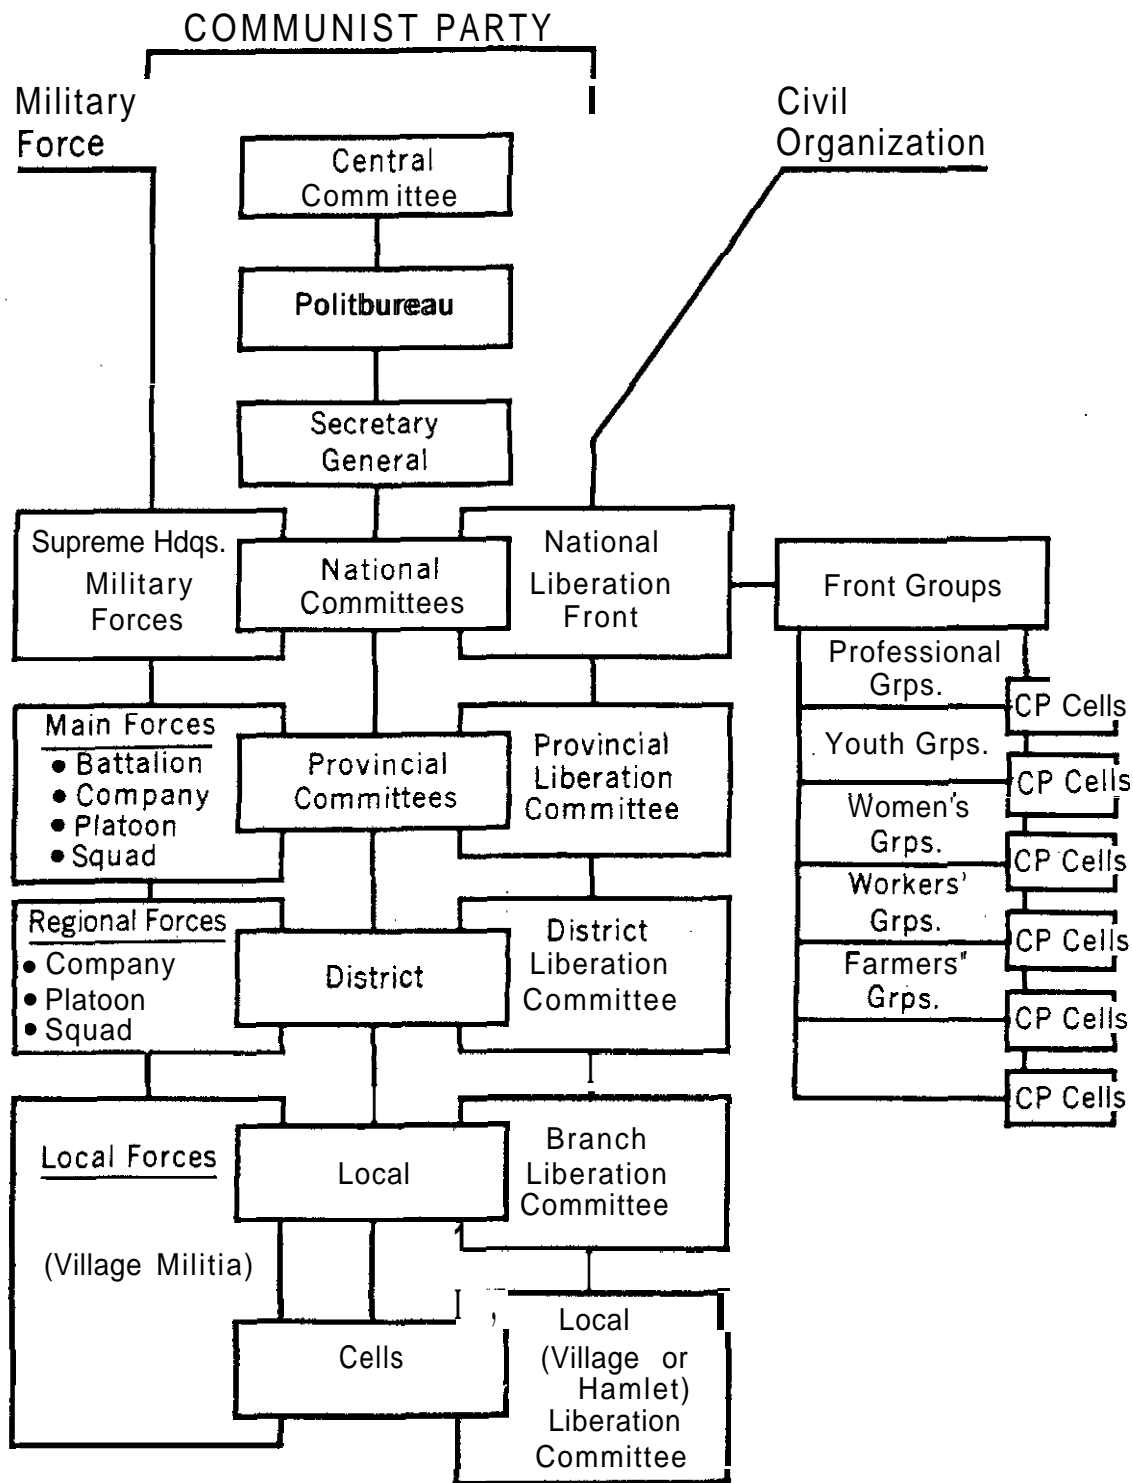 COMMUNIST PARTY
Military
Force
Civil
Organization
Central
Committee
Politbureau
Secretary
General
Supreme Hdqs.
Military
Forces
National
Committees
National
Liberation
Front
Front Groups
Professional
Grps.
CP Cells
Youth Grps.
CP Cells
Women's
Grps.
CP Cells
Workers'
Grps.
CP Cells
Farmers"
Grps.
CP Cells
CP Cells
Main Forces
• Battalion
• Company
• Platoon
• Squad
Provincial
Committees
Provincial
Liberation
Committee
Regional Forces
• Company
• Platoon
• Squad
District
District
Liberation
Committee
Local Forces
(Village Militia)
Local
Branch
Liberation
Committee
Cells
Local
(Village or
Hamlet)
Liberation
Committee